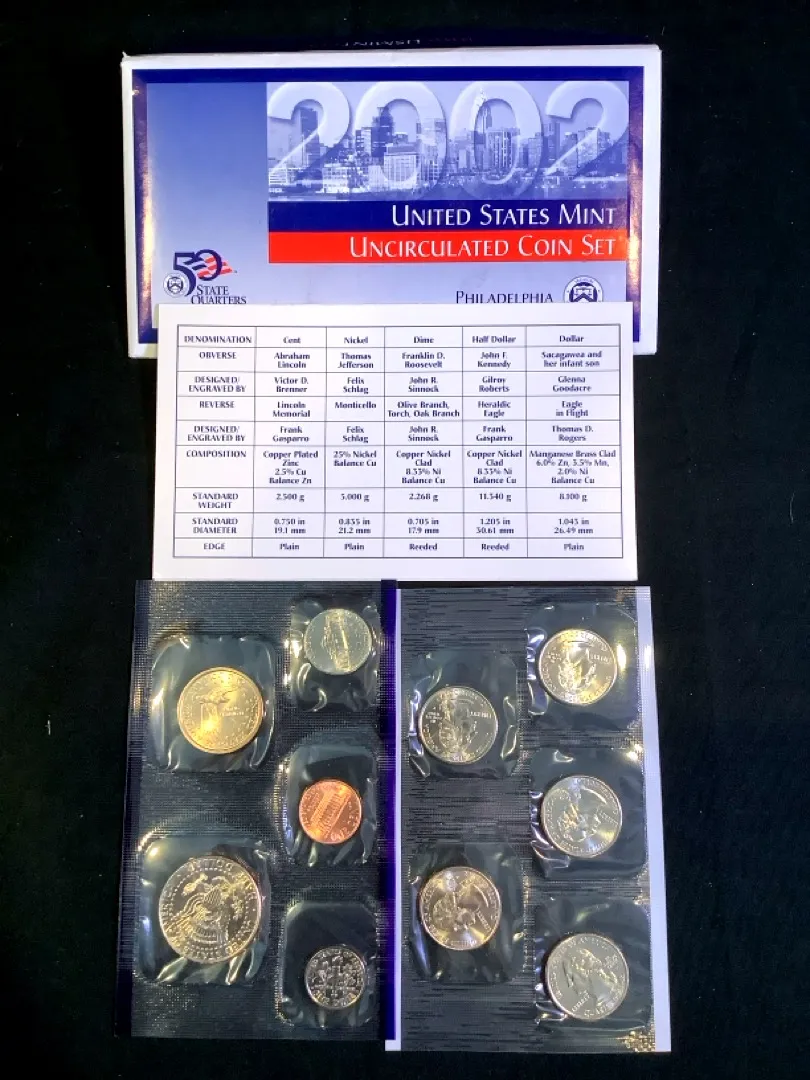 2002
UNITED STATES MINT
UNCIRCULATED COIN SET
50
STATE
QUARTERS
PHILADELPHIA
DENOMINATION Cent Nickel Dime Half Dollar Dollar
OBVERSE Abraham Lincoln Thomas Jefferson Franklin D. Roosevelt John F. Kennedy Sacagawea and her infant son
DESIGNED/ ENGRAVED BY Victor D. Brenner Felix Schlag John R. Sinnock Gilroy Roberts Glenna Goodacre
REVERSE Lincoln Memorial Monticello Olive Branch, Torch, Oak Branch Heraldic Eagle Eagle in Flight
DESIGNED/ ENGRAVED BY Frank Gasparro Felix Schlag John R. Sinnock Frank Gasparro Thomas D. Rogers
COMPOSITION Copper Plated Zinc 2.5% Cu Balance Zn 25% Nickel Balance Cu Copper Nickel Clad 8.33% Ni Balance Cu Copper Nickel Clad 8.33% Ni Balance Cu Manganese Brass Clad 6.0% Zn, 3.5% Mn, 2.0% Ni Balance Cu
STANDARD WEIGHT 2.500 g 5.000 g 2.268 g 11.340 g 8.100 g
STANDARD DIAMETER 0.750 in 19.1 mm 0.835 in 21.2 mm 0.705 in 17.9 mm 1.205 in 30.61 mm 1.043 in 26.49 mm
EDGE Plain Plain Reeded Reeded Plain